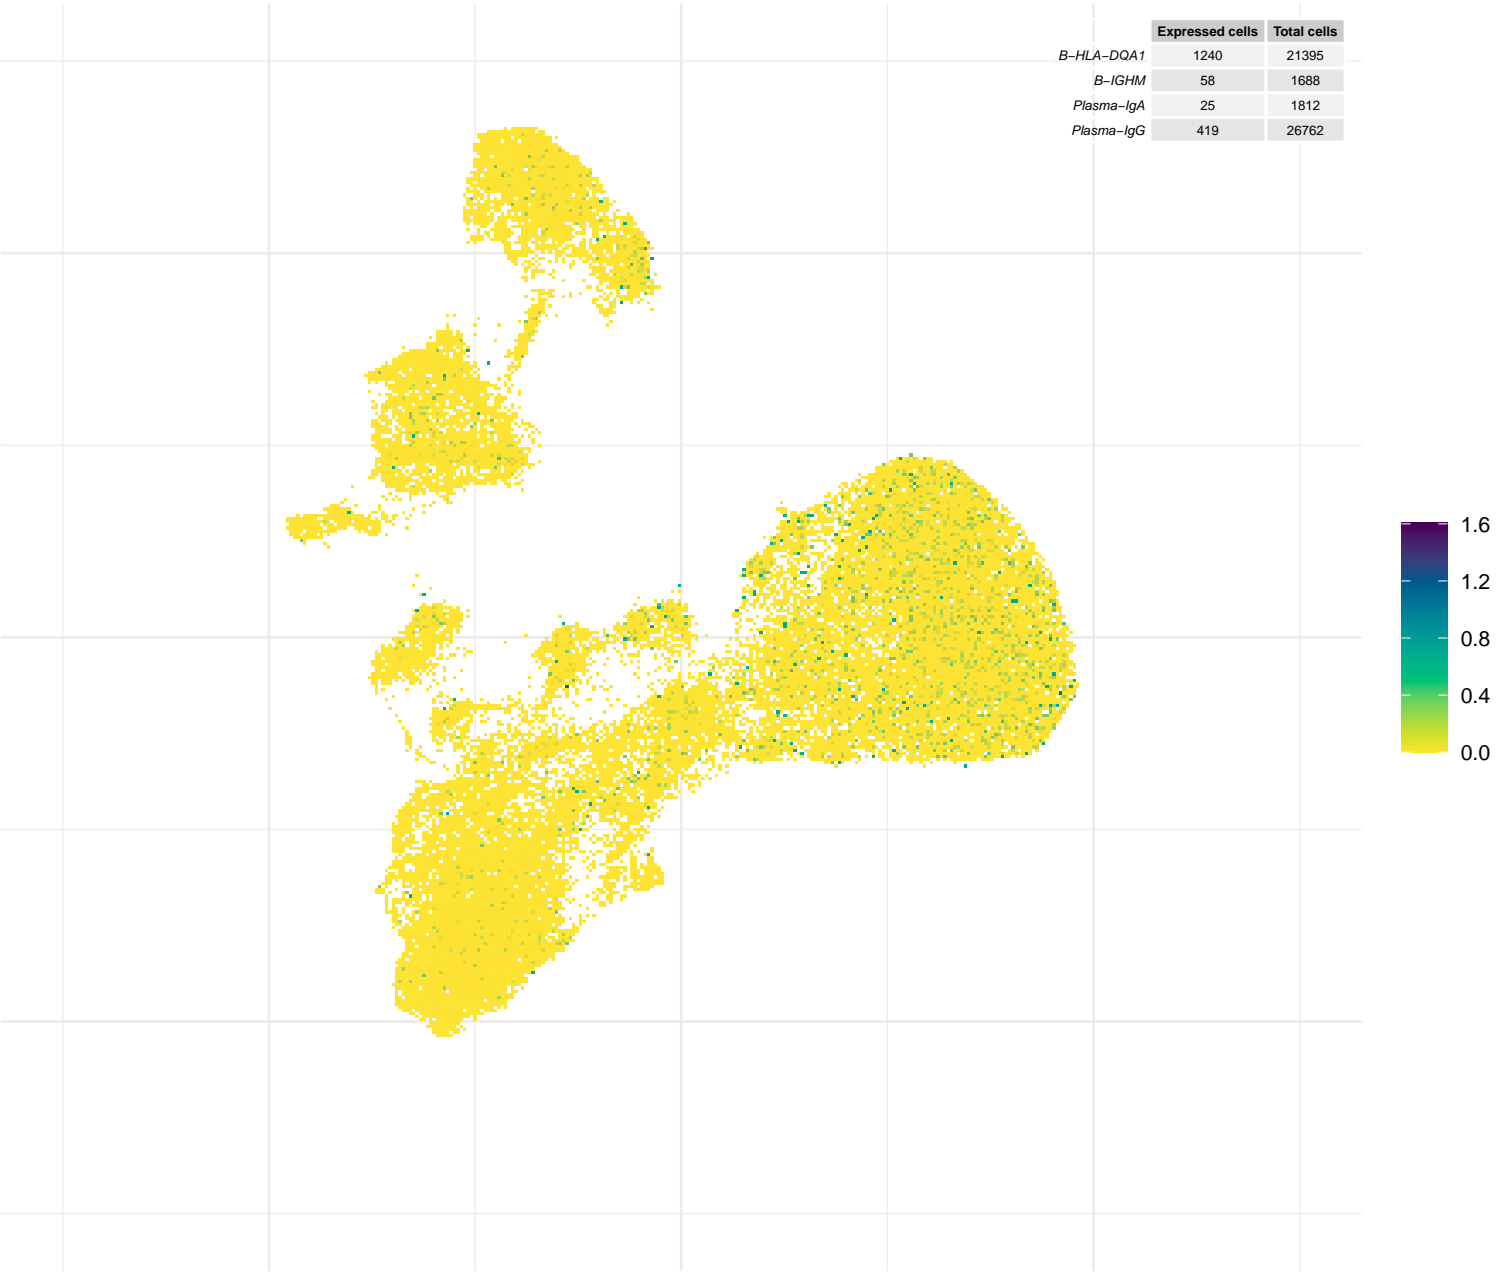 Expressed cells Total cells
B−HLA−DQA1 1240 21395
B−IGHM 58 1688
Plasma−IgA 25 1812
Plasma−IgG 419 26762
1.6
1.2
0.8
0.4
0.0